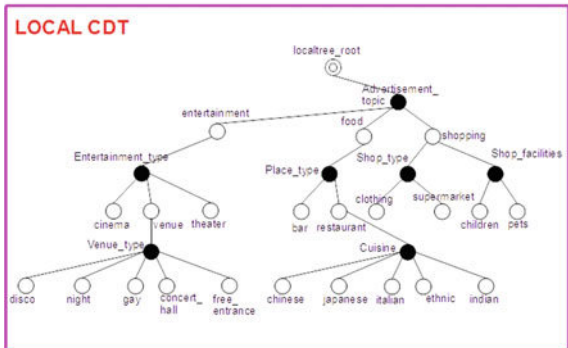 LOCAL CDT
localtree_root
Advertisement_
topic
entertainment
food
shopping
Entertainment_type
Place_type
Shop_type
Shop_facilities
cinema
venue
theater
bar
restaurant
clothing
supermarket
children
pets
Venue_type
Cuisine
disco
night
gay
concert_
hall
free_
entrance
chinese
japanese
italian
ethnic
indian